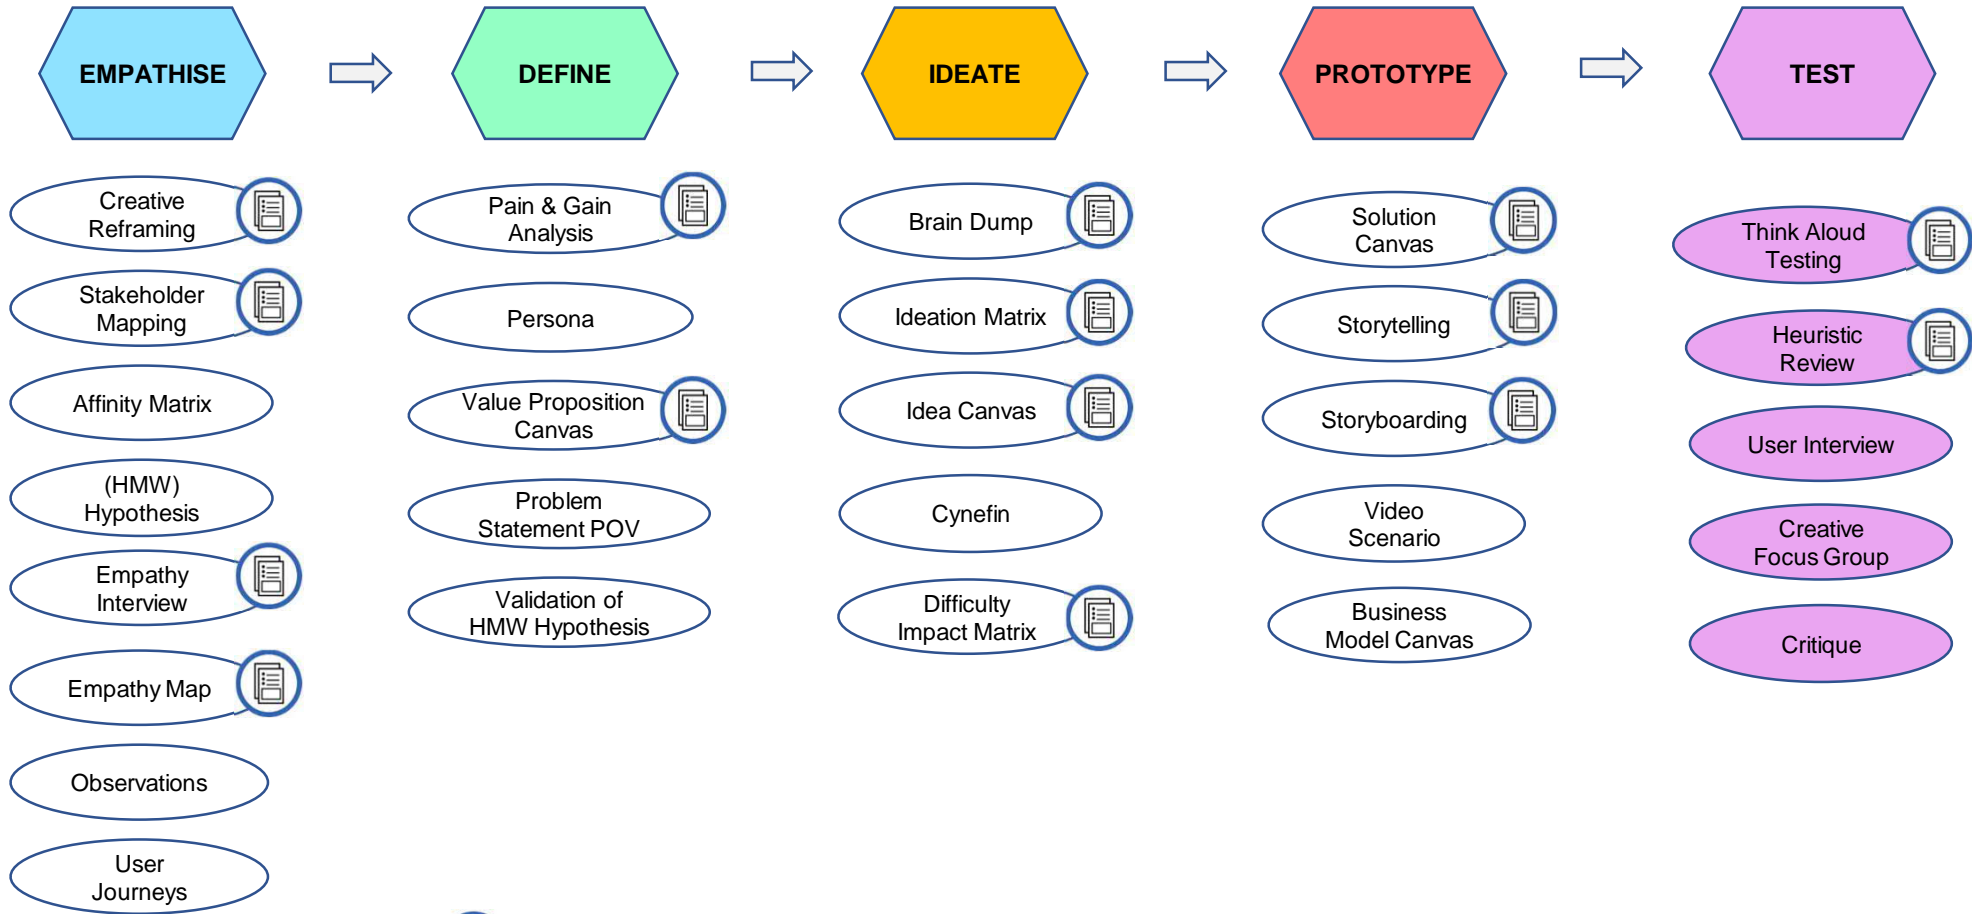 EMPATHISE
DEFINE
IDEATE
PROTOTYPE
TEST
Creative
Reframing
Stakeholder
Mapping
Affinity Matrix
(HMW)
Hypothesis
Empathy
Interview
Empathy Map
Observations
User
Journeys
Pain & Gain
Analysis
Persona
Value Proposition
Canvas
Problem
Statement POV
Validation of
HMW Hypothesis
Brain Dump
Ideation Matrix
Idea Canvas
Cynefin
Difficulty
Impact Matrix
Solution
Canvas
Storytelling
Storyboarding
Video
Scenario
Business
Model Canvas
Think Aloud
Testing
Heuristic
Review
User Interview
Creative
Focus Group
Critique